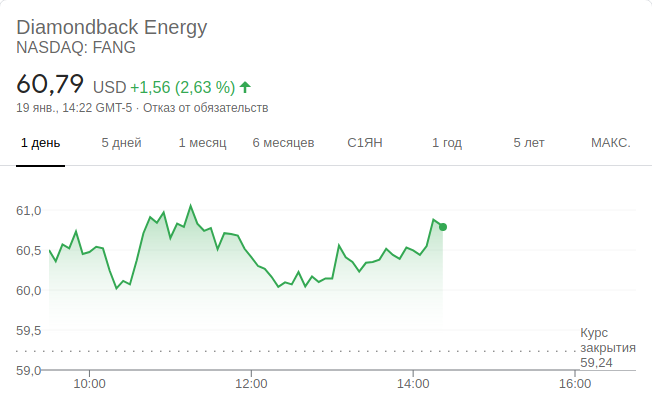 Diamondback Energy
NASDAQ: FANG
60,79 USD +1,56 (2,63 %)
19 янв., 14:22 GMT-5 · Отказ от обязательств
1 день 5 дней 1 месяц 6 месяцев С1ЯН 1 год 5 лет МАКС.
61,0
60,5
60,0
59,5
Курс
закрытия
59,24
59,0
10:00 12:00 14:00 16:00